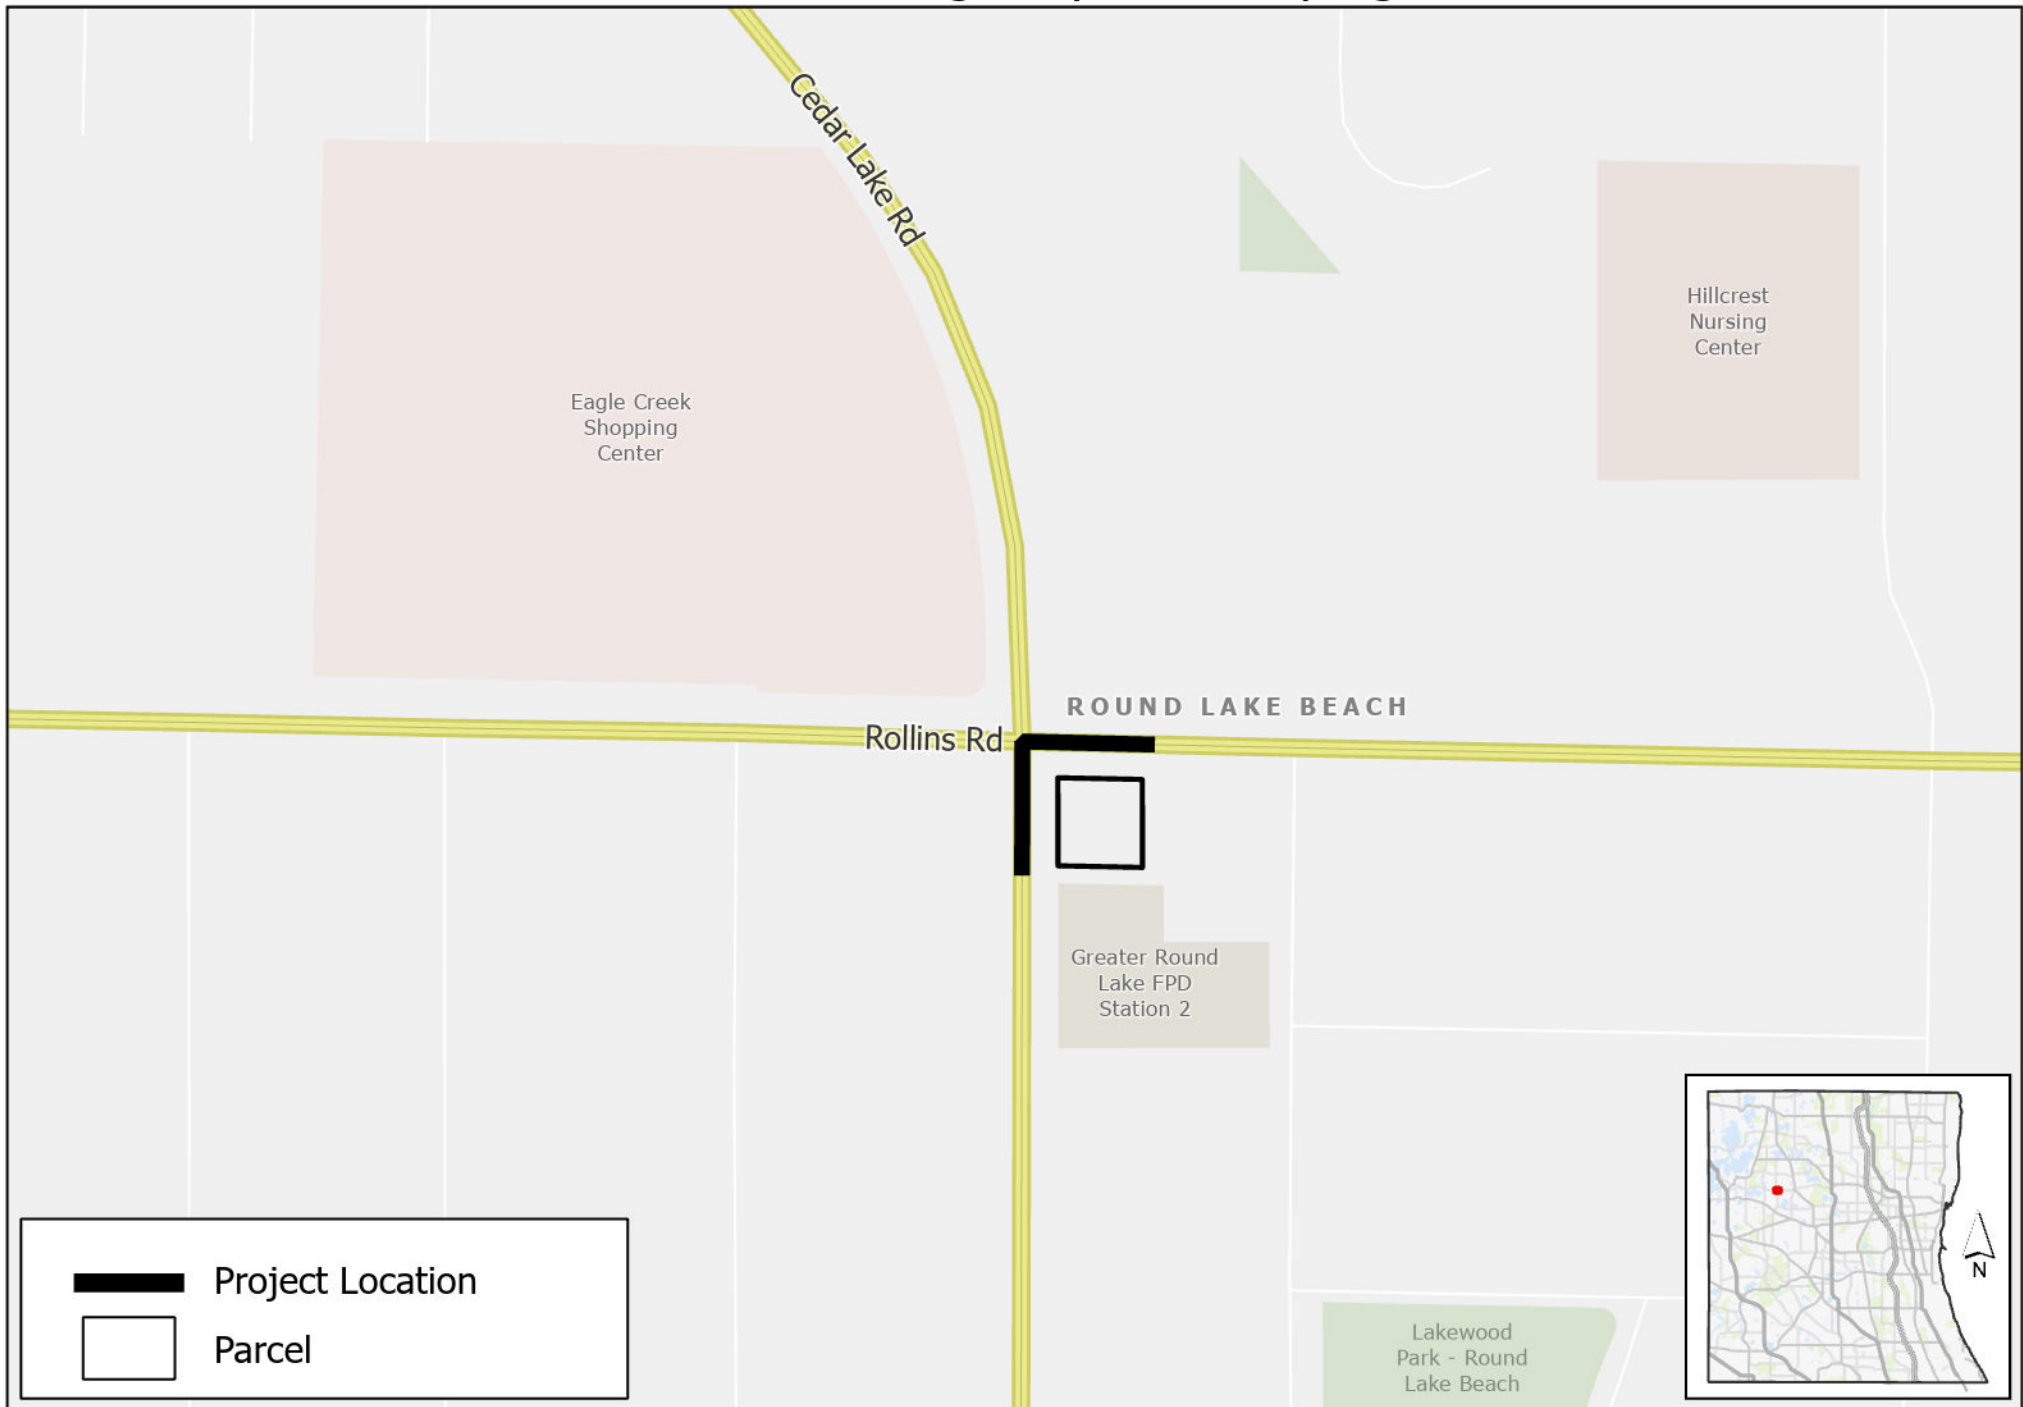 Cedar Lake Rd
Hillcrest
Nursing
Center
Eagle Creek
Shopping
Center
ROUND LAKE BEACH
Rollins Rd
Greater Round
Lake FPD
Station 2
Project Location
Parcel
Lakewood
Park - Round
Lake Beach
N